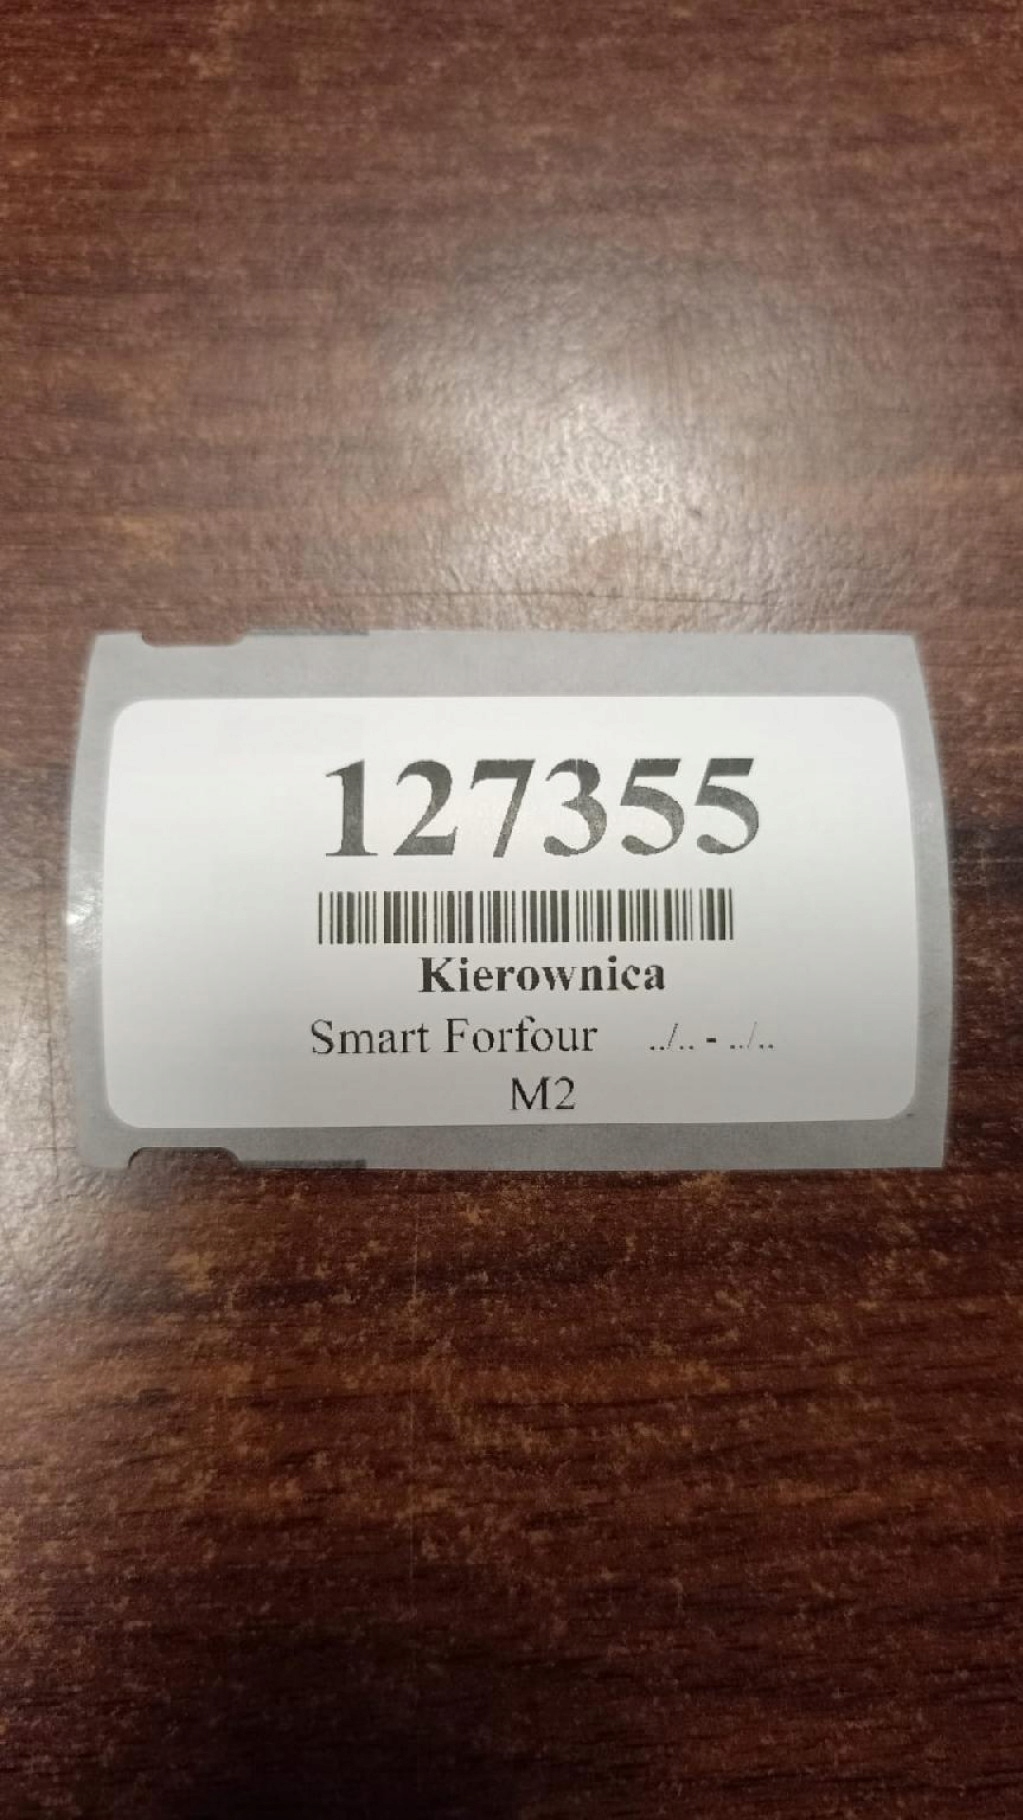 127355
Kierownica
Smart Forfour ../.. - ../..
M2